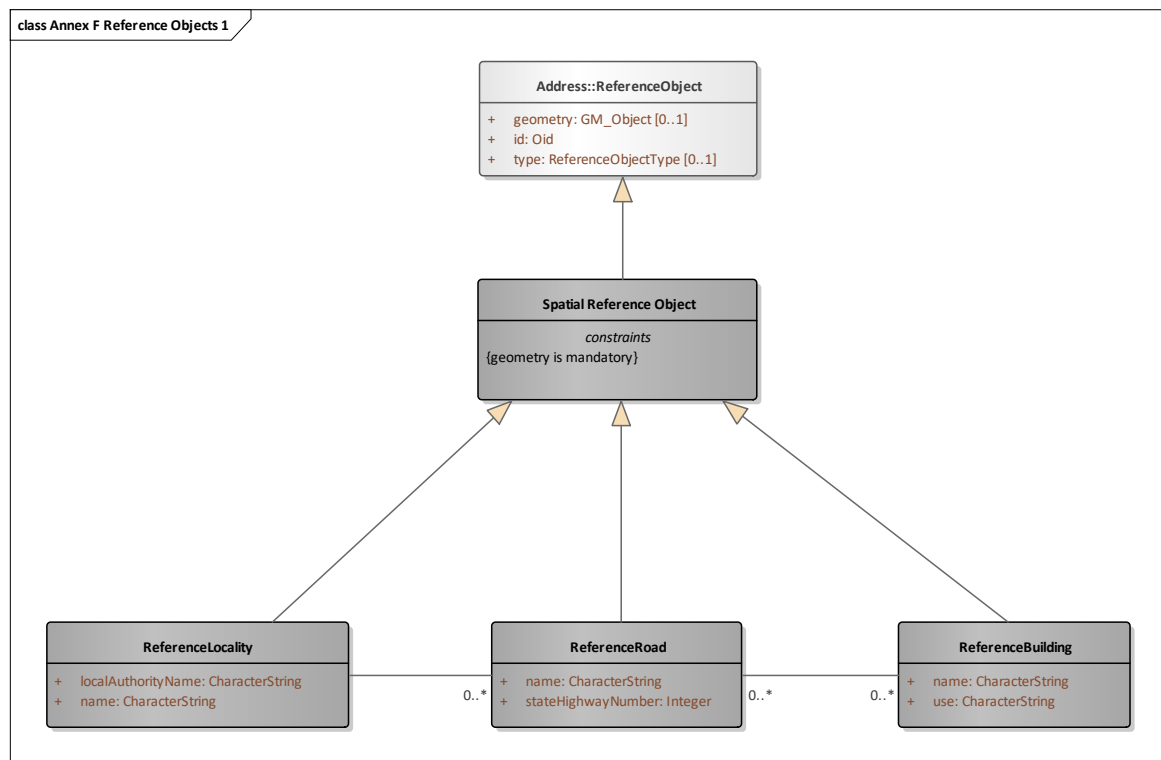 class Annex F Reference Objects 1
Address::ReferenceObject
+ geometry: GM_Object [0..1]
+ id: Oid
+ type: ReferenceObjectType [0..1]
Spatial Reference Object
constraints
{geometry is mandatory}
ReferenceLocality
+ localAuthorityName: CharacterString
+ name: CharacterString
0..*
ReferenceRoad
+ name: CharacterString
+ stateHighwayNumber: Integer
0..*
0..*
ReferenceBuilding
+ name: CharacterString
+ use: CharacterString